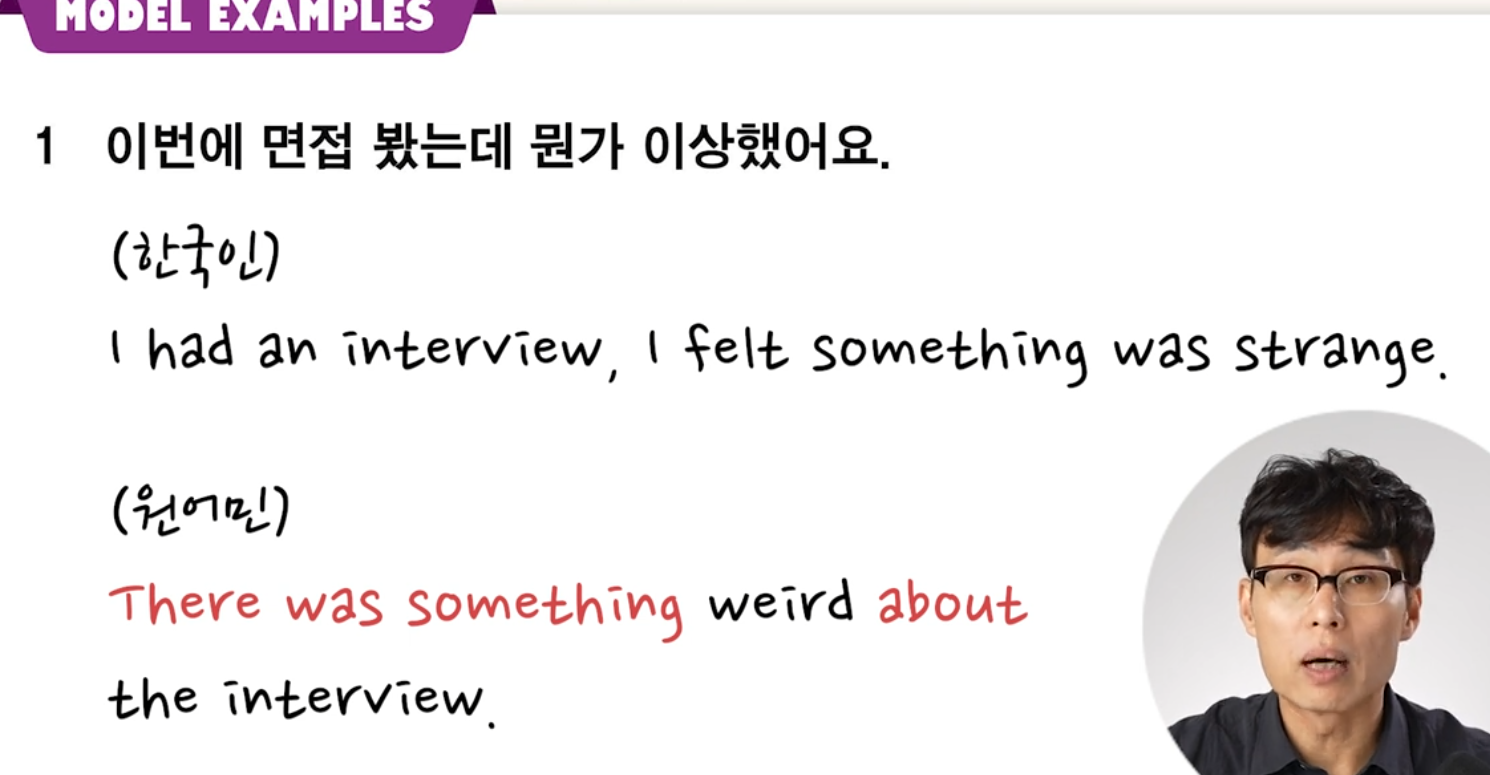 MODEL EXAMPLES
1 이번에 면접 봤는데 뭔가 이상했어요.
(한국인)
I had an interview, I felt something was strange.
(원어민)
There was something weird about
the interview.